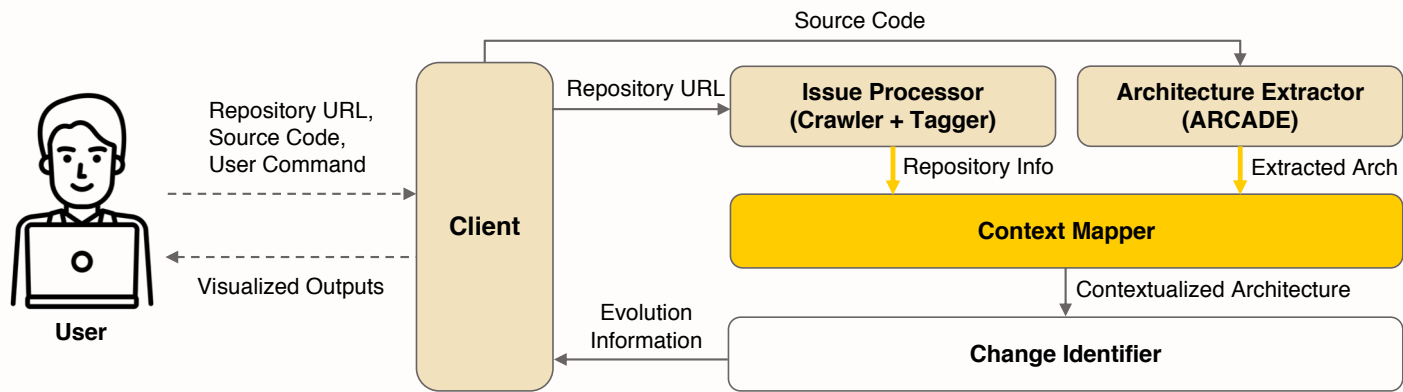 Source Code
Repository URL,
Source Code,
User Command
Visualized Outputs
User
Client
Repository URL
Issue Processor
(Crawler + Tagger)
Architecture Extractor
(ARCADE)
Repository Info
Extracted Arch
Context Mapper
Contextualized Architecture
Evolution
Information
Change Identifier